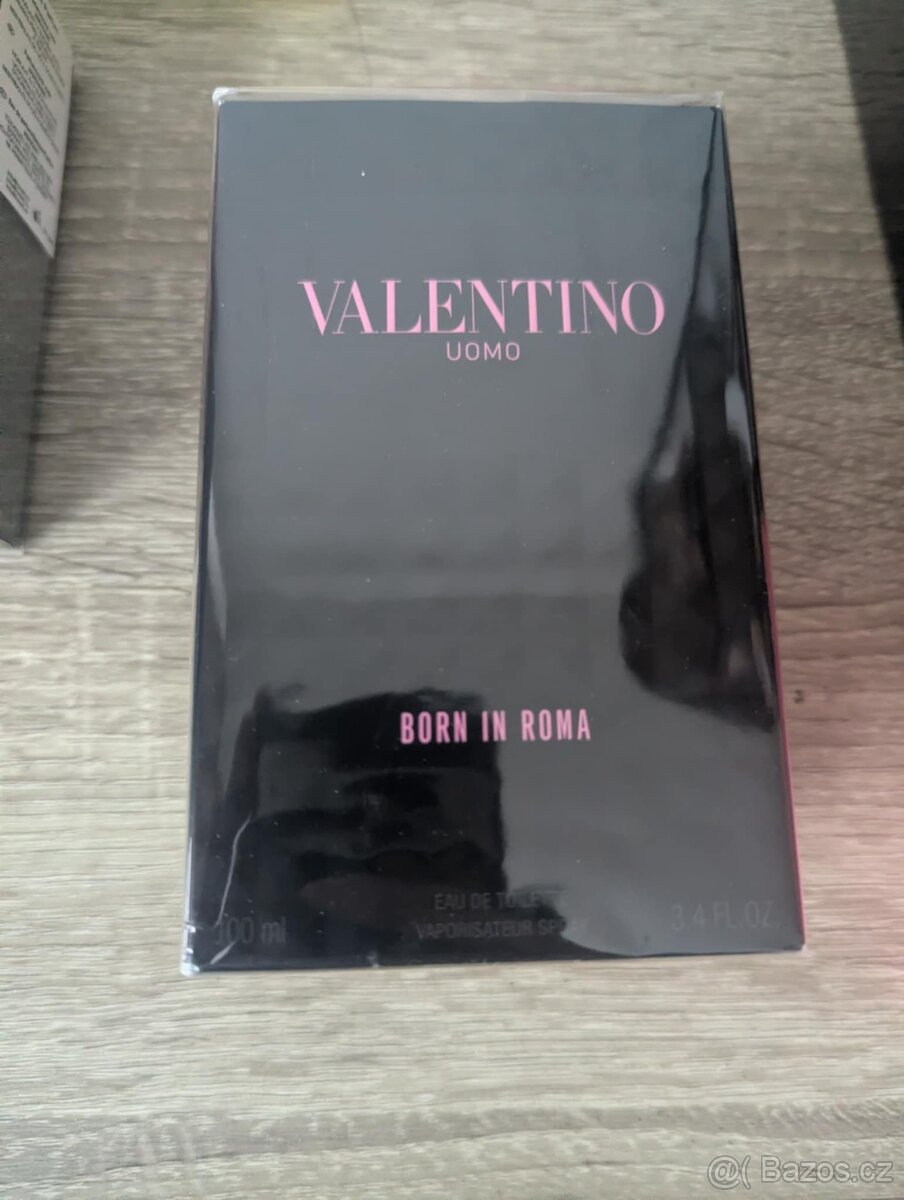 VALENTINO
UOMO
BORN IN ROMA
EAU DE TOILETTE
100 ml
VAPORISATEUR SPRAY
3.4 FL.OZ.
@( Bazos.cz